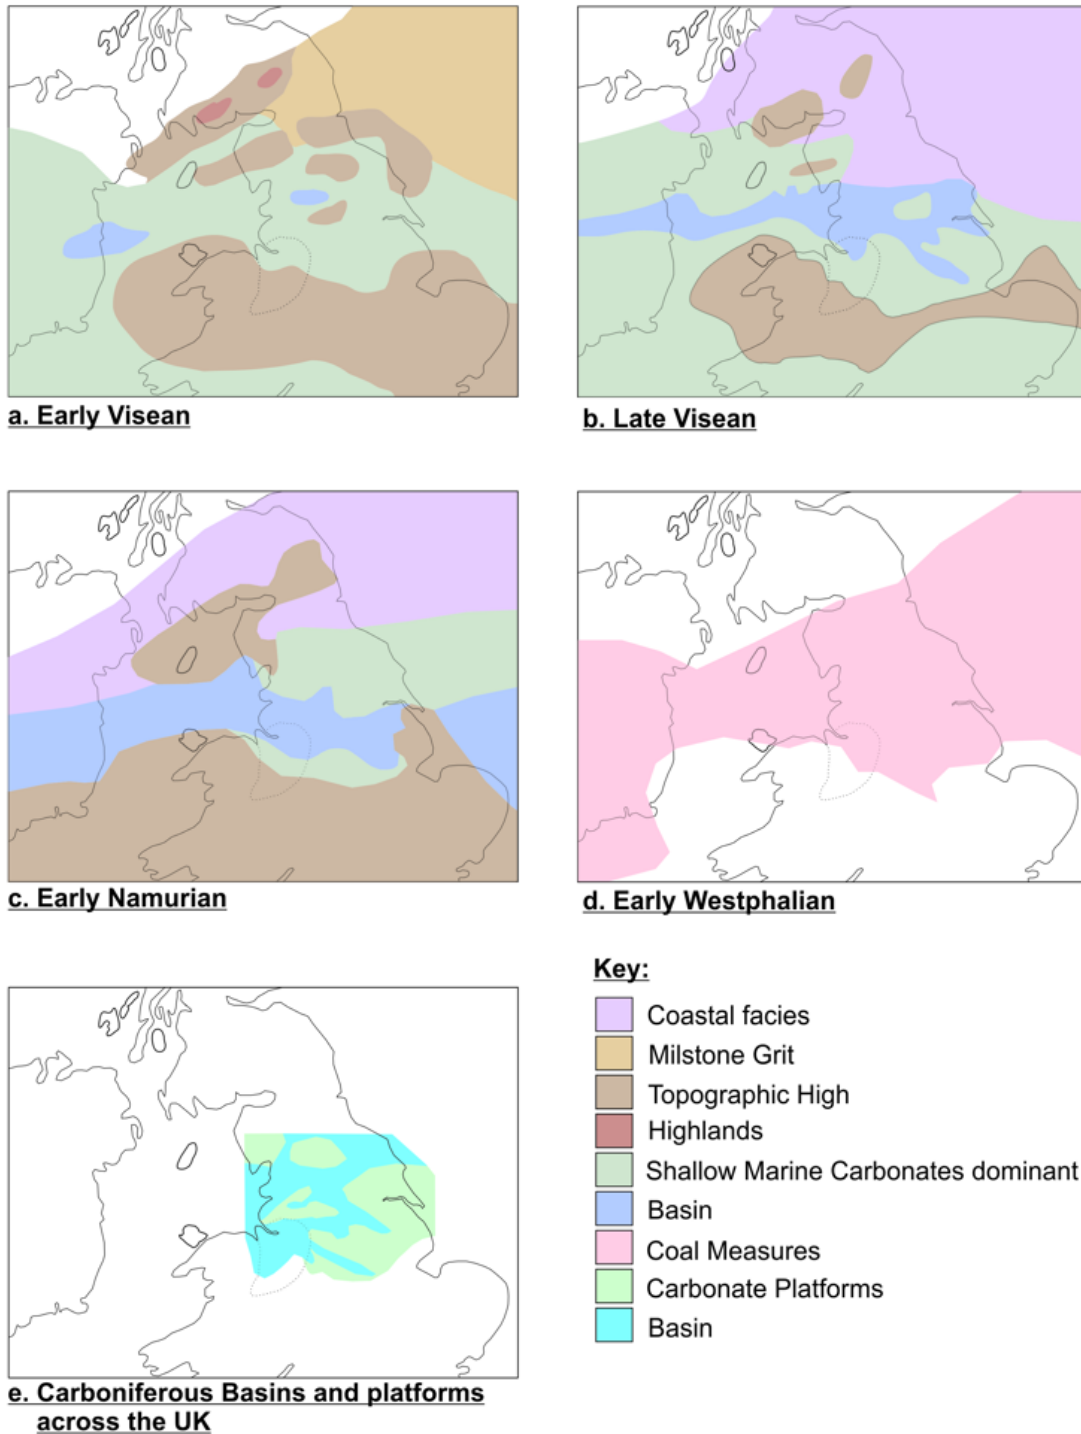 a. Early Visean
b. Late Visean
c. Early Namurian
d. Early Westphalian
e. Carboniferous Basins and platforms
across the UK
Key:
Coastal facies
Milstone Grit
Topographic High
Highlands
Shallow Marine Carbonates dominant
Basin
Coal Measures
Carbonate Platforms
Basin